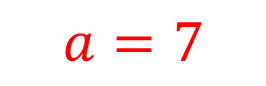 a = 7